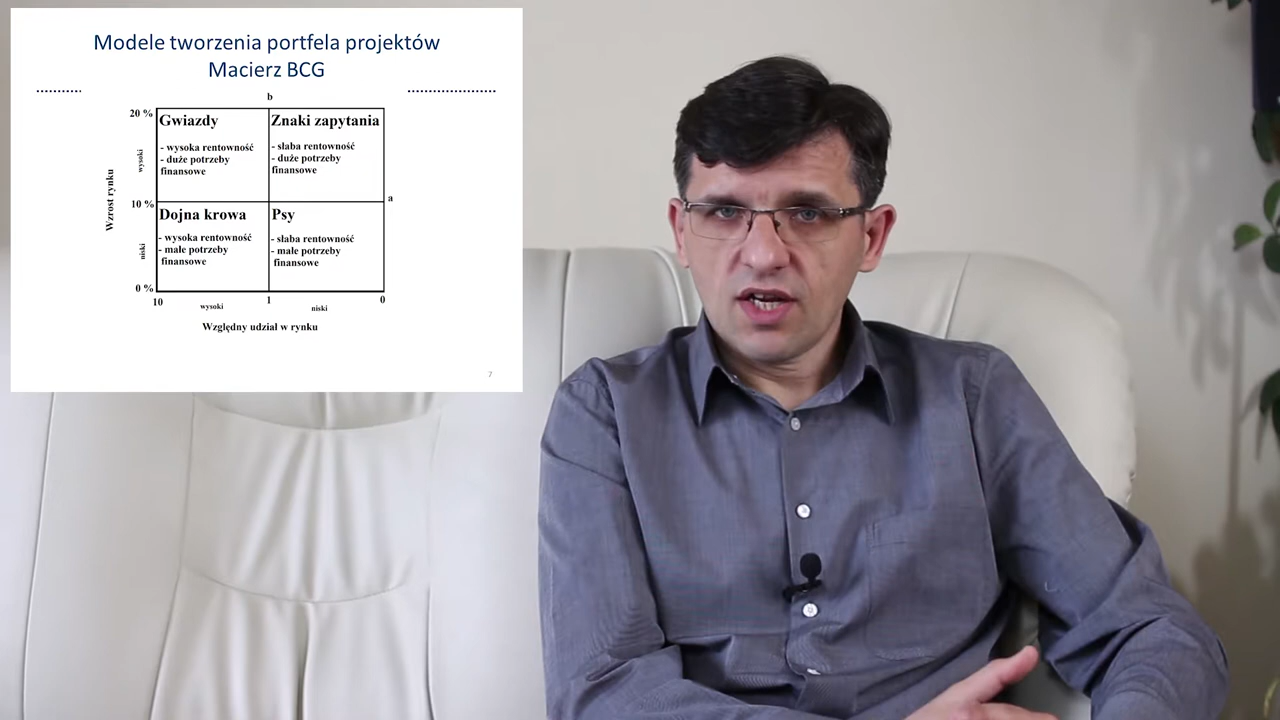 Modele tworzenia portfela projektów
Macierz BCG
b
20 %
Gwiazdy
- wysoka rentowność
- duże potrzeby
finansowe
Znaki zapytania
- słaba rentowność
- duże potrzeby
finansowe
wysoki
Wzrost rynku
10 %
a
Dojna krowa
- wysoka rentowność
- małe potrzeby
finansowe
Psy
- słaba rentowność
- małe potrzeby
finansowe
niski
0 %
10
wysoki
1
niski
0
Względny udział w rynku
7